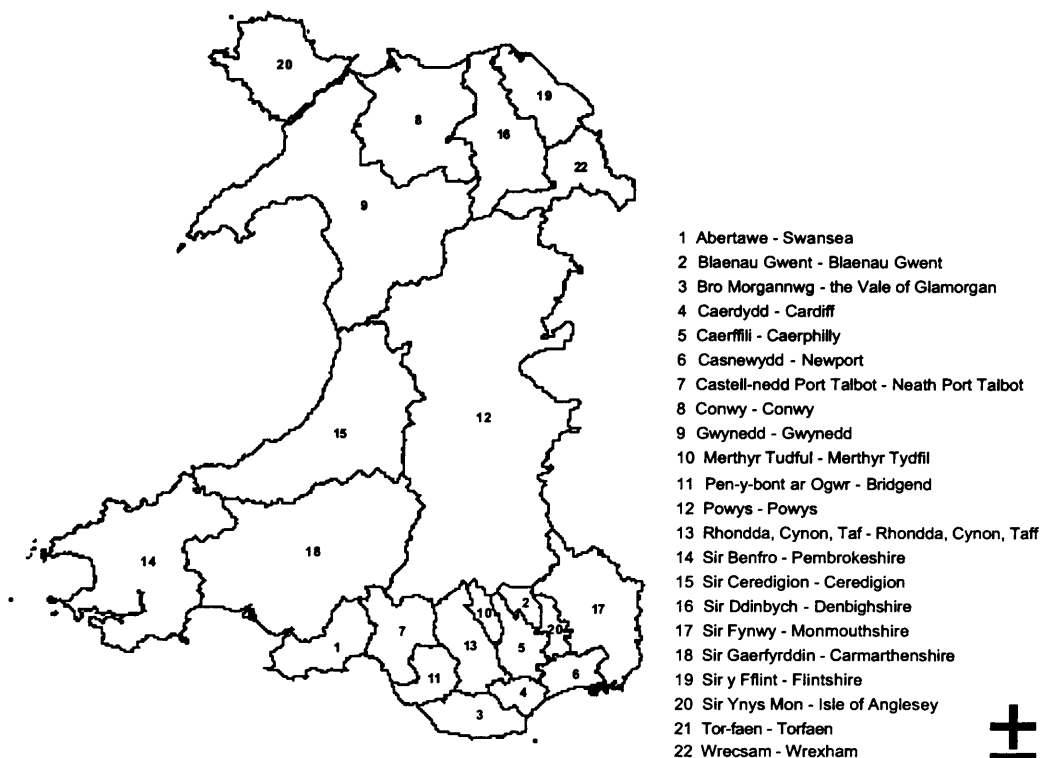 20
19
8
16
22
9
12
15
14
18
17
2
10
20
7
13
5
1
11
6
4
3
1 Abertawe - Swansea
2 Blaenau Gwent - Blaenau Gwent
3 Bro Morgannwg - the Vale of Glamorgan
4 Caerdydd - Cardiff
5 Caerffili - Caerphilly
6 Casnewydd - Newport
7 Castell-nedd Port Talbot - Neath Port Talbot
8 Conwy - Conwy
9 Gwynedd - Gwynedd
10 Merthyr Tudful - Merthyr Tydfil
11 Pen-y-bont ar Ogwr - Bridgend
12 Powys - Powys
13 Rhondda, Cynon, Taf - Rhondda, Cynon, Taff
14 Sir Benfro - Pembrokeshire
15 Sir Ceredigion - Ceredigion
16 Sir Ddinbych - Denbighshire
17 Sir Fynwy - Monmouthshire
18 Sir Gaerfyrddin - Carmarthenshire
19 Sir y Fflint - Flintshire
20 Sir Ynys Mon - Isle of Anglesey
21 Tor-faen - Torfaen
22 Wrecsam - Wrexham